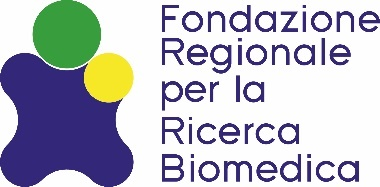 Fondazione
Regionale
per la
Ricerca
Biomedica